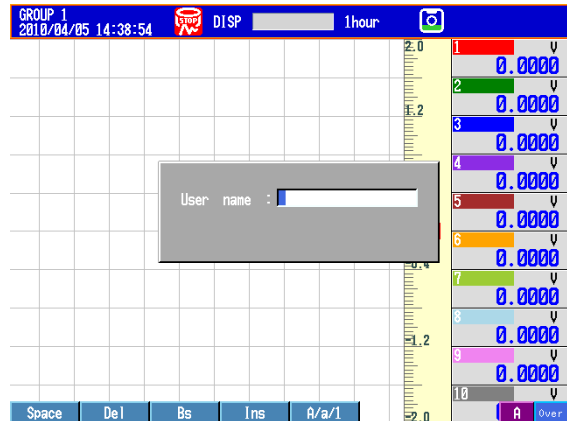 GROUP 1
2010/04/05 14:38:54
STOP
DISP
1hour
2.0
1.2
-0.4
-1.2
-2.0
1 V
0.0000
2 V
0.0000
3 V
0.0000
4 V
0.0000
5 V
0.0000
6 V
0.0000
7 V
0.0000
8 V
0.0000
9 V
0.0000
10 V
User name :
Space Del Bs Ins A/a/1
A Over